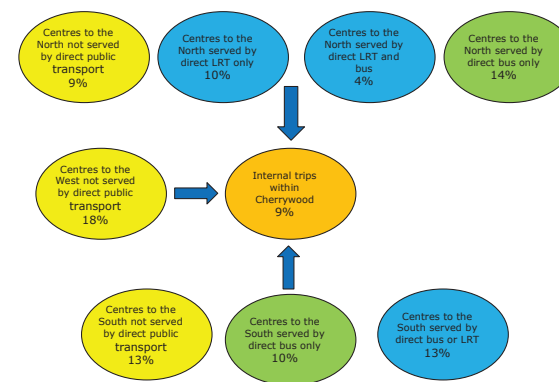 Centres to the
North not served
by direct public
transport
9%
Centres to the
North served by
direct LRT only
10%
Centres to the
North served by
direct LRT and
bus
4%
Centres to the
North served by
direct bus only
14%
Centres to the
West not served
by direct public
transport
18%
Internal trips
within
Cherrywood
9%
Centres to the
South not served
by direct public
transport
13%
Centres to the
South served by
direct bus only
10%
Centres to the
South served by
direct bus or LRT
13%